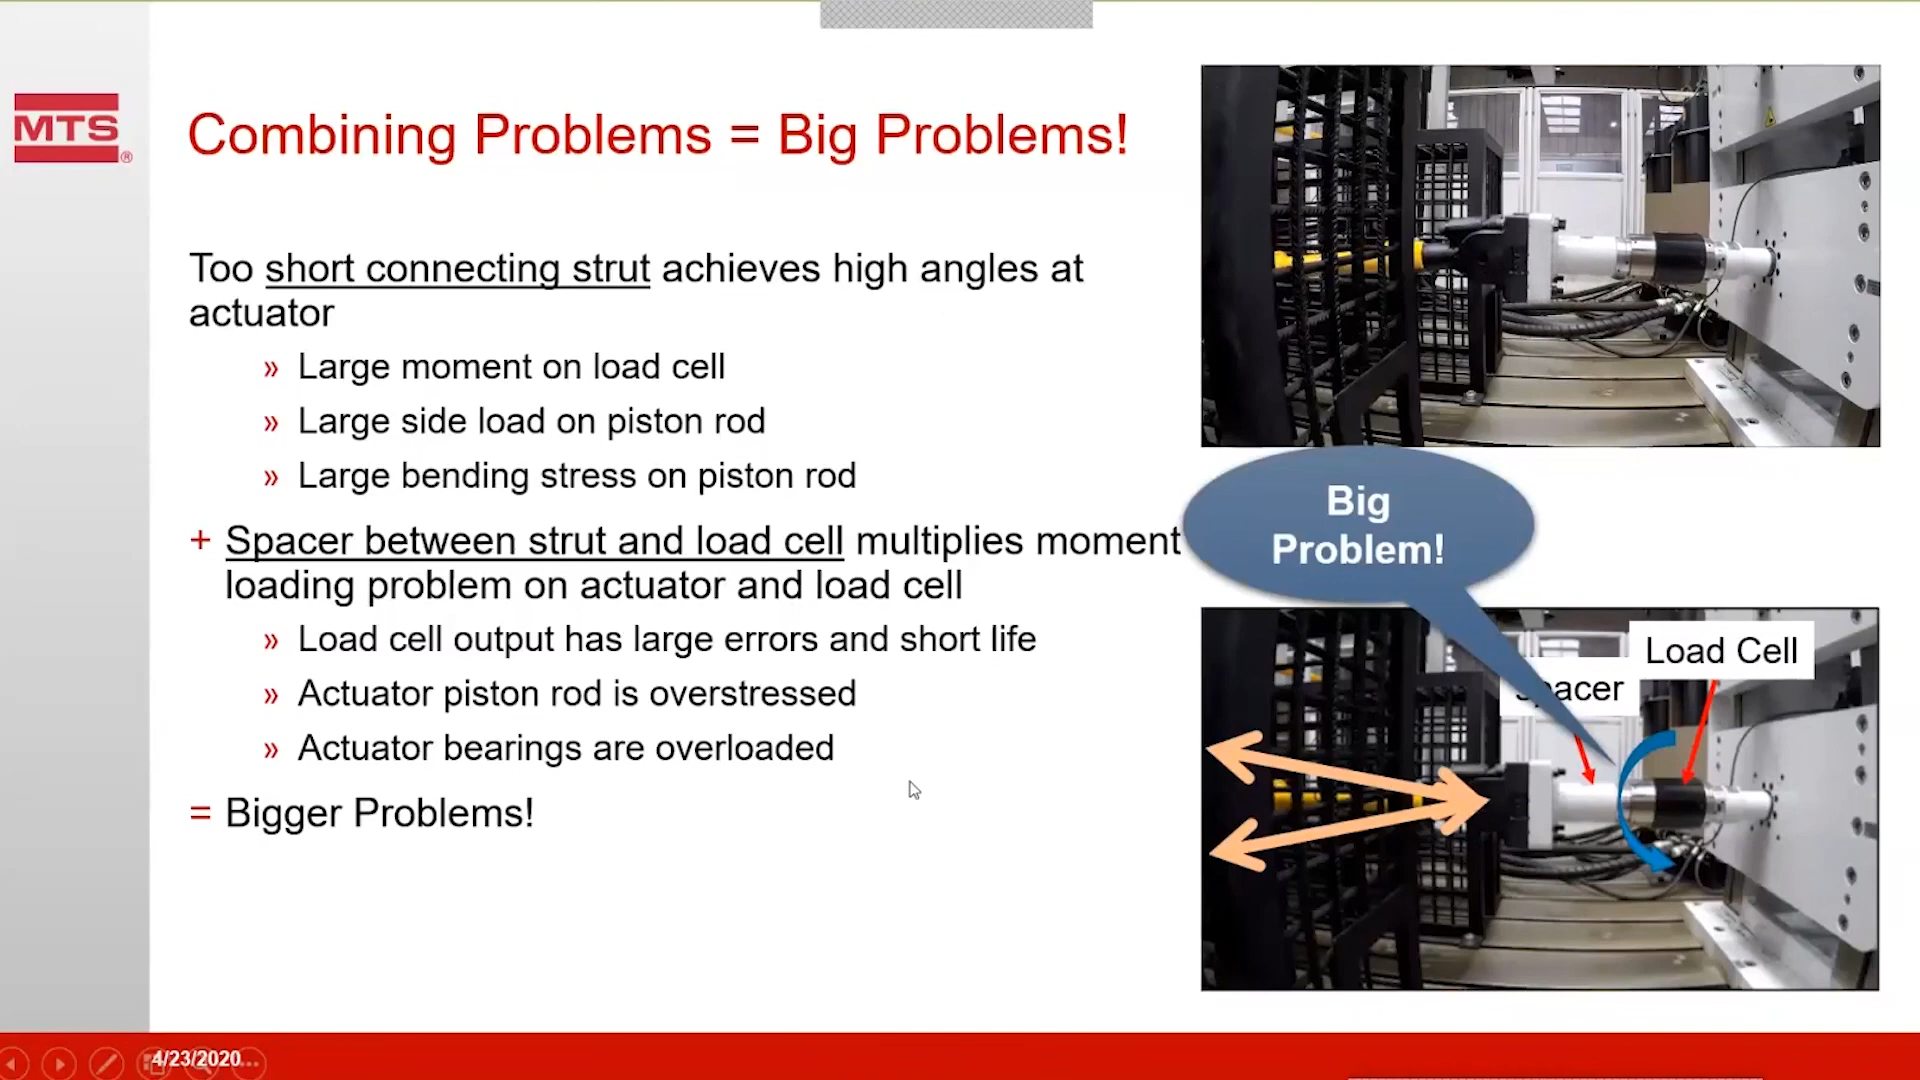 MTS
®
Combining Problems = Big Problems!
Too short connecting strut achieves high angles at
actuator
» Large moment on load cell
» Large side load on piston rod
» Large bending stress on piston rod
+ Spacer between strut and load cell multiplies moment
loading problem on actuator and load cell
» Load cell output has large errors and short life
» Actuator piston rod is overstressed
» Actuator bearings are overloaded
= Bigger Problems!
Big
Problem!
Load Cell
Spacer
4/23/2020